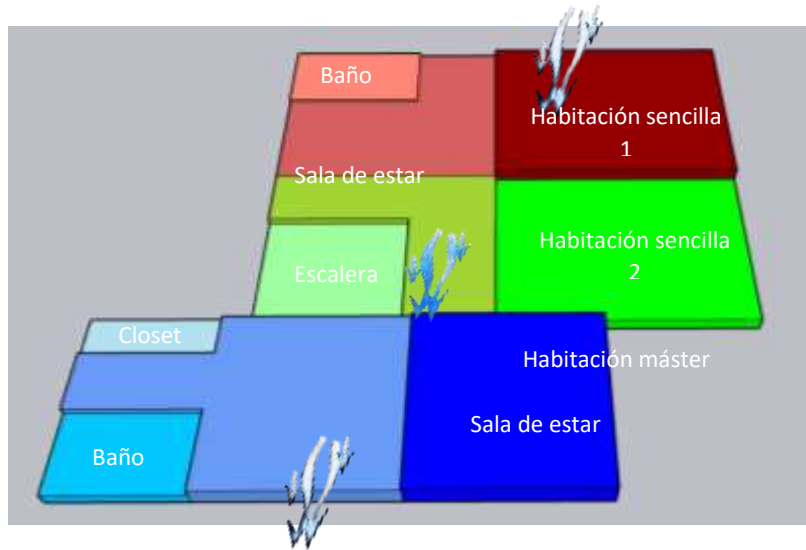 Baño
Habitación sencilla
1
Sala de estar
Habitación sencilla
2
Escalera
Closet
Habitación máster
Sala de estar
Baño